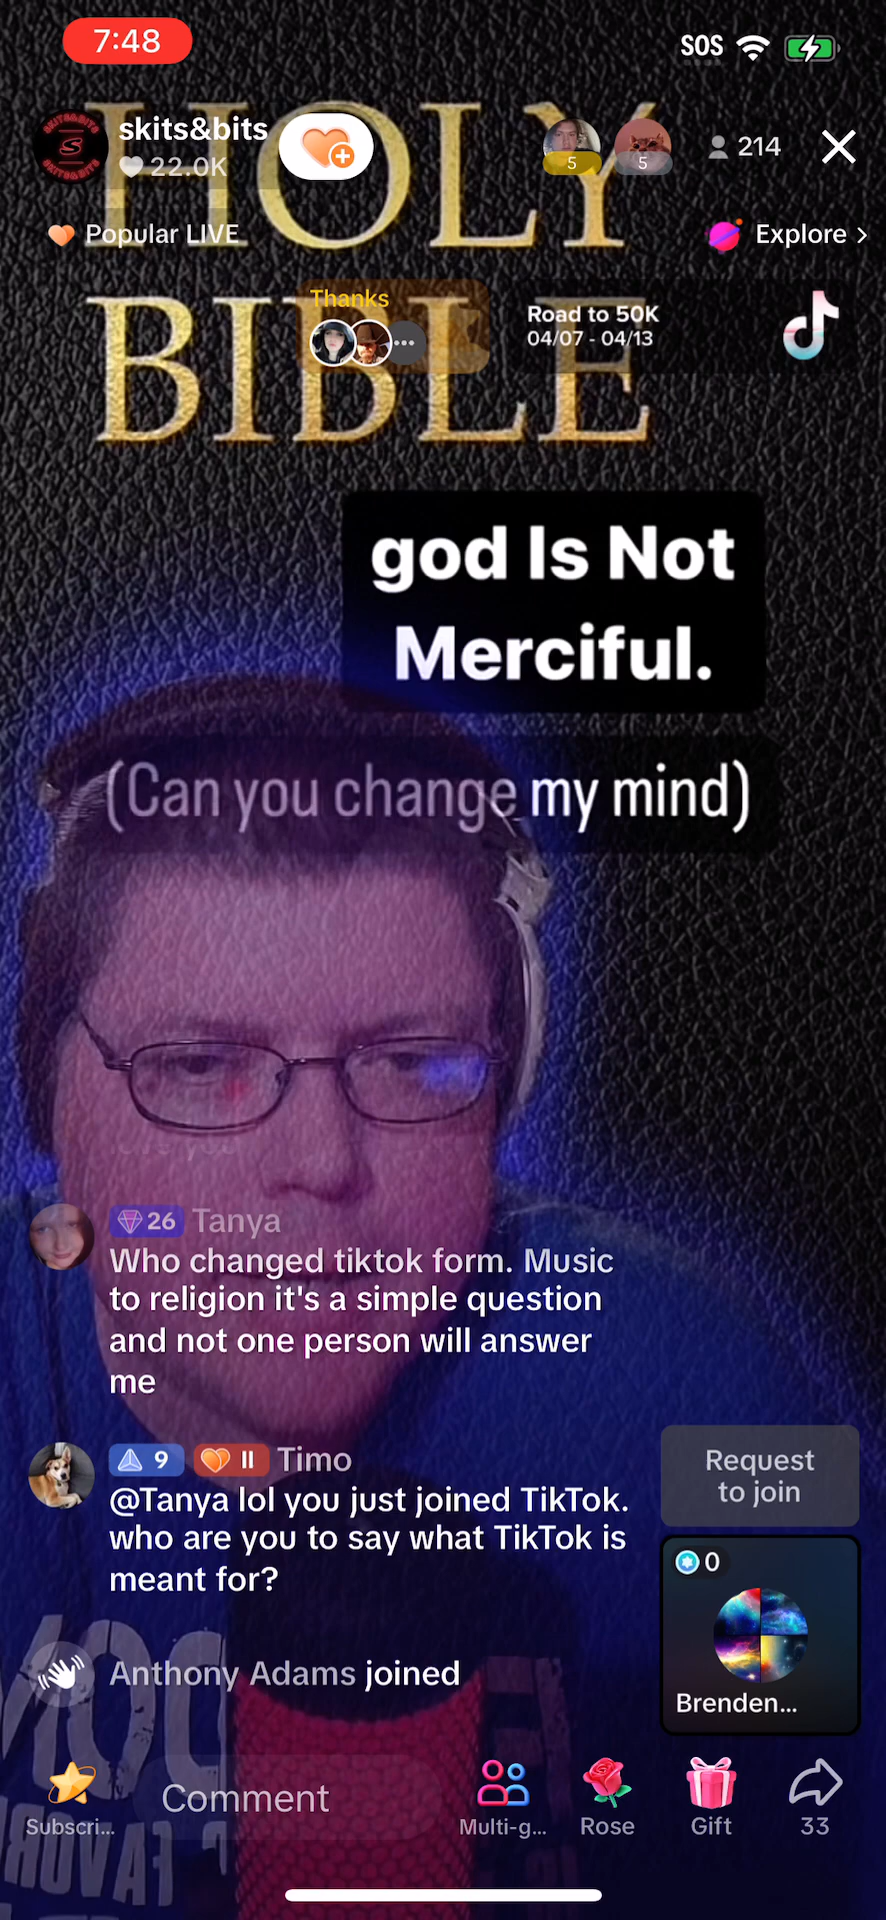 7:48
SOS
HOLY
BIBLE
skits&bits
22.0K
5
5
214
Popular LIVE
Explore >
Thanks
Road to 50K
04/07 - 04/13
god Is Not
Merciful.
(Can you change my mind)
26 Tanya
Who changed tiktok form. Music
to religion it's a simple question
and not one person will answer
me
9 II Timo
@Tanya lol you just joined TikTok.
who are you to say what TikTok is
meant for?
Anthony Adams joined
Request
to join
0
Brenden...
Subscri...
Comment
Multi-g...
Rose
Gift
33